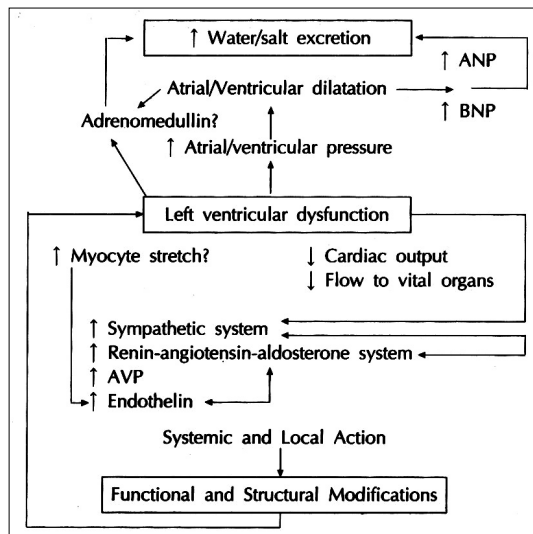 ↑ Water/salt excretion
↑ ANP
Atrial/Ventricular dilatation
↑ BNP
Adrenomedullin?
↑ Atrial/ventricular pressure
Left ventricular dysfunction
↑ Myocyte stretch?
↓ Cardiac output
↓ Flow to vital organs
↑ Sympathetic system
↑ Renin-angiotensin-aldosterone system
↑ AVP
↑ Endothelin
Systemic and Local Action
Functional and Structural Modifications